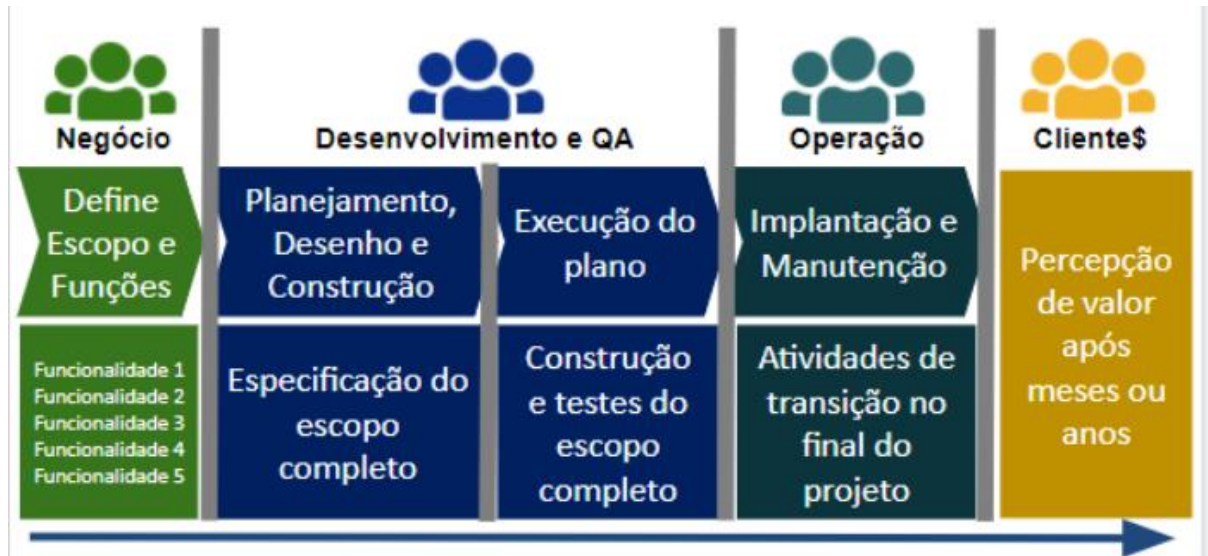 Negócio
Desenvolvimento e QA
Operação
Cliente$
Define
Escopo e
Funções
Planejamento,
Desenho e
Construção
Execução do
plano
Implantação e
Manutenção
Percepção
de valor
após
meses ou
anos
Funcionalidade 1
Funcionalidade 2
Funcionalidade 3
Funcionalidade 4
Funcionalidade 5
Especificação do
escopo
completo
Construção
e testes do
escopo
completo
Atividades de
transição no
final do
projeto